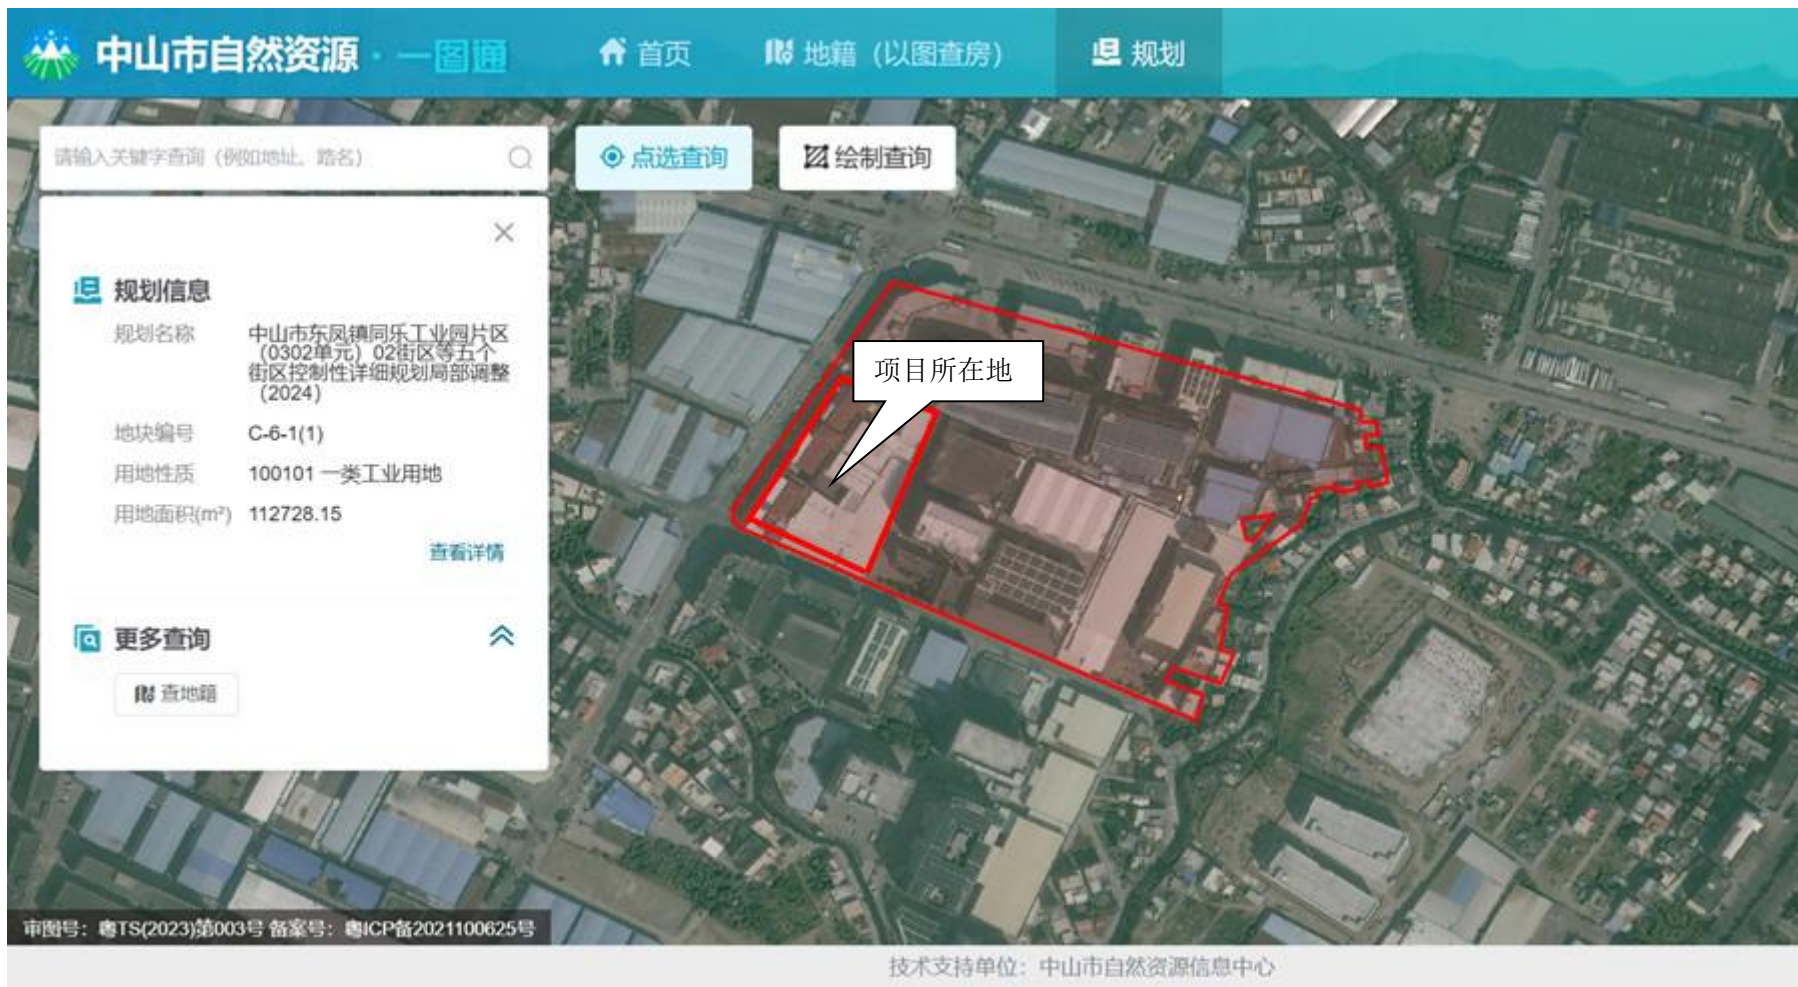 中山市自然资源·一图通
首页
地籍（以图查房）
规划
请输入关键字查询（例如地址、路名）
点选查询
绘制查询
规划信息
规划名称
中山市东凤镇同乐工业园片区
（0302单元）02街区等五个
街区控制性详细规划局部调整
（2024）
地块编号
C-6-1(1)
用地性质
100101 一类工业用地
用地面积(m²)
112728.15
查看详情
更多查询
查地籍
项目所在地
审图号：粤TS(2023)第003号 备案号：粤ICP备2021100625号
技术支持单位：中山市自然资源信息中心